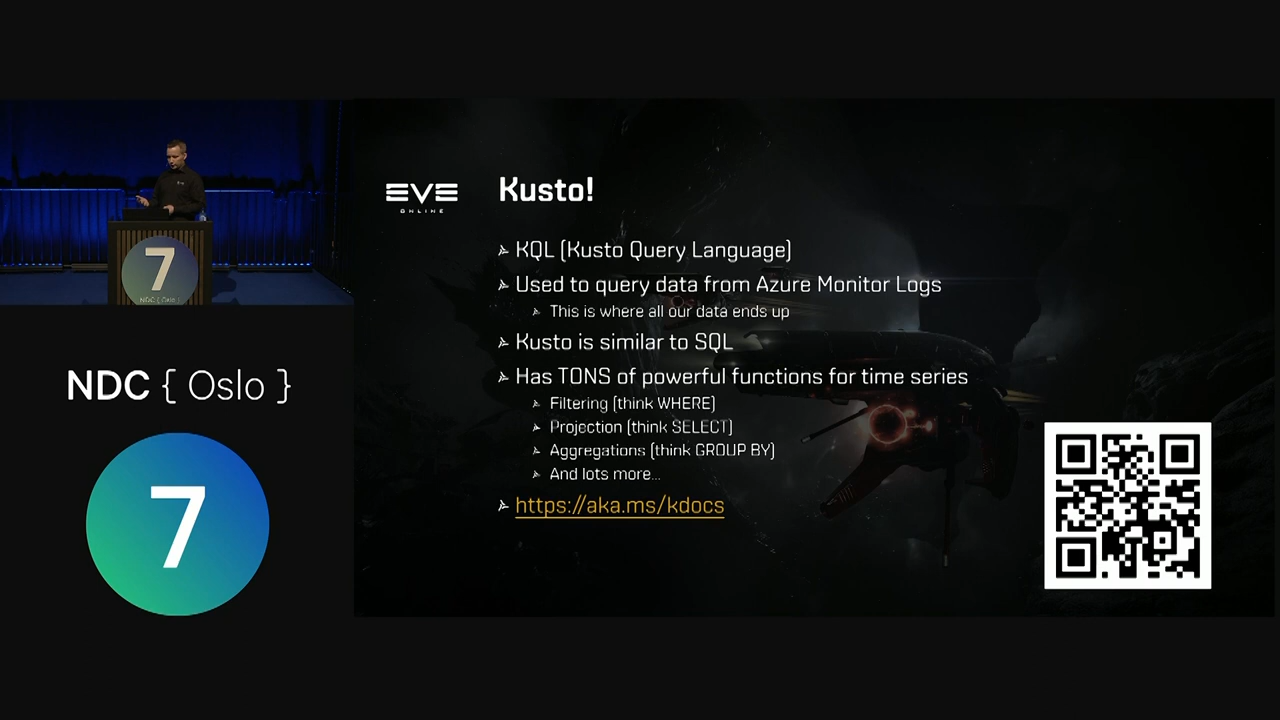 7
NDC { Oslo }
NDC { Oslo }
7
EVE
ONLINE
Kusto!
KQL (Kusto Query Language)
Used to query data from Azure Monitor Logs
This is where all our data ends up
Kusto is similar to SQL
Has TONS of powerful functions for time series
Filtering (think WHERE)
Projection (think SELECT)
Aggregations (think GROUP BY)
And lots more...
https://aka.ms/kdocs